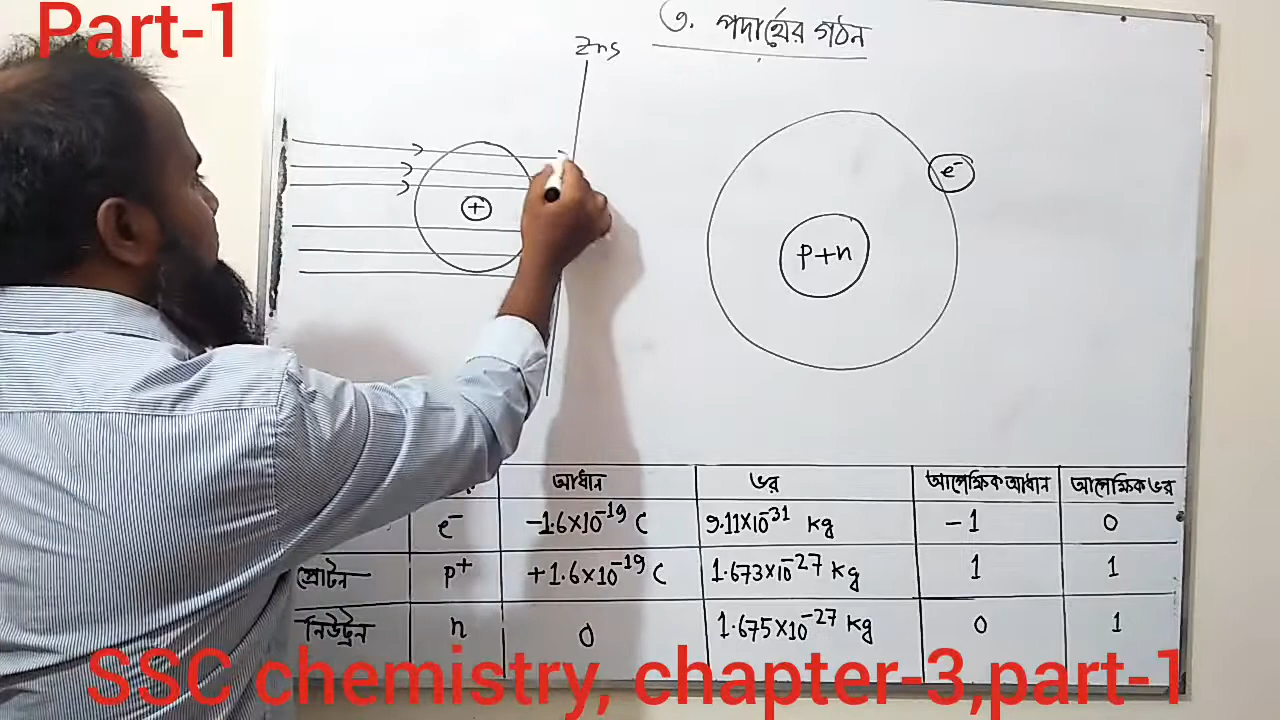 Part-1
৩. পদার্থের গঠন
ZnS
+
e⁻
p+n
আধান ভর আপেক্ষিক আধান আপেক্ষিক ভর
e⁻ -1.6×10⁻¹⁹ C 9.11×10⁻³¹ kg -1 0
প্রোটন p⁺ +1.6×10⁻¹⁹ C 1.673×10⁻²⁷ kg 1 1
নিউট্রন n 0 1.675×10⁻²⁷ kg 0 1
SSC chemistry, chapter-3,part-1